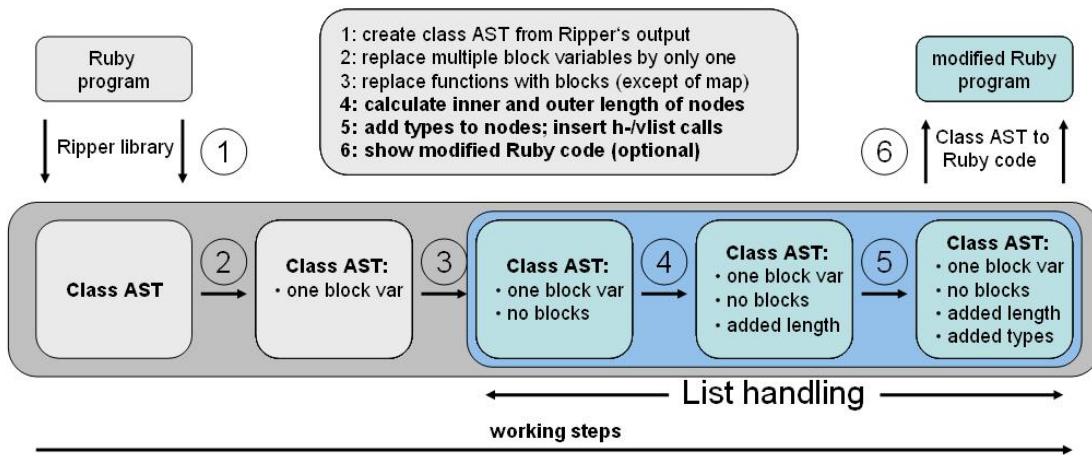 Ruby
program
1: create class AST from Ripper‘s output
2: replace multiple block variables by only one
3: replace functions with blocks (except of map)
4: calculate inner and outer length of nodes
5: add types to nodes; insert h-/vlist calls
6: show modified Ruby code (optional)
modified Ruby
program
Ripper library
1
6
Class AST to
Ruby code
Class AST
2
Class AST:
· one block var
3
Class AST:
· one block var
· no blocks
4
Class AST:
· one block var
· no blocks
· added length
5
Class AST:
· one block var
· no blocks
· added length
· added types
List handling
working steps